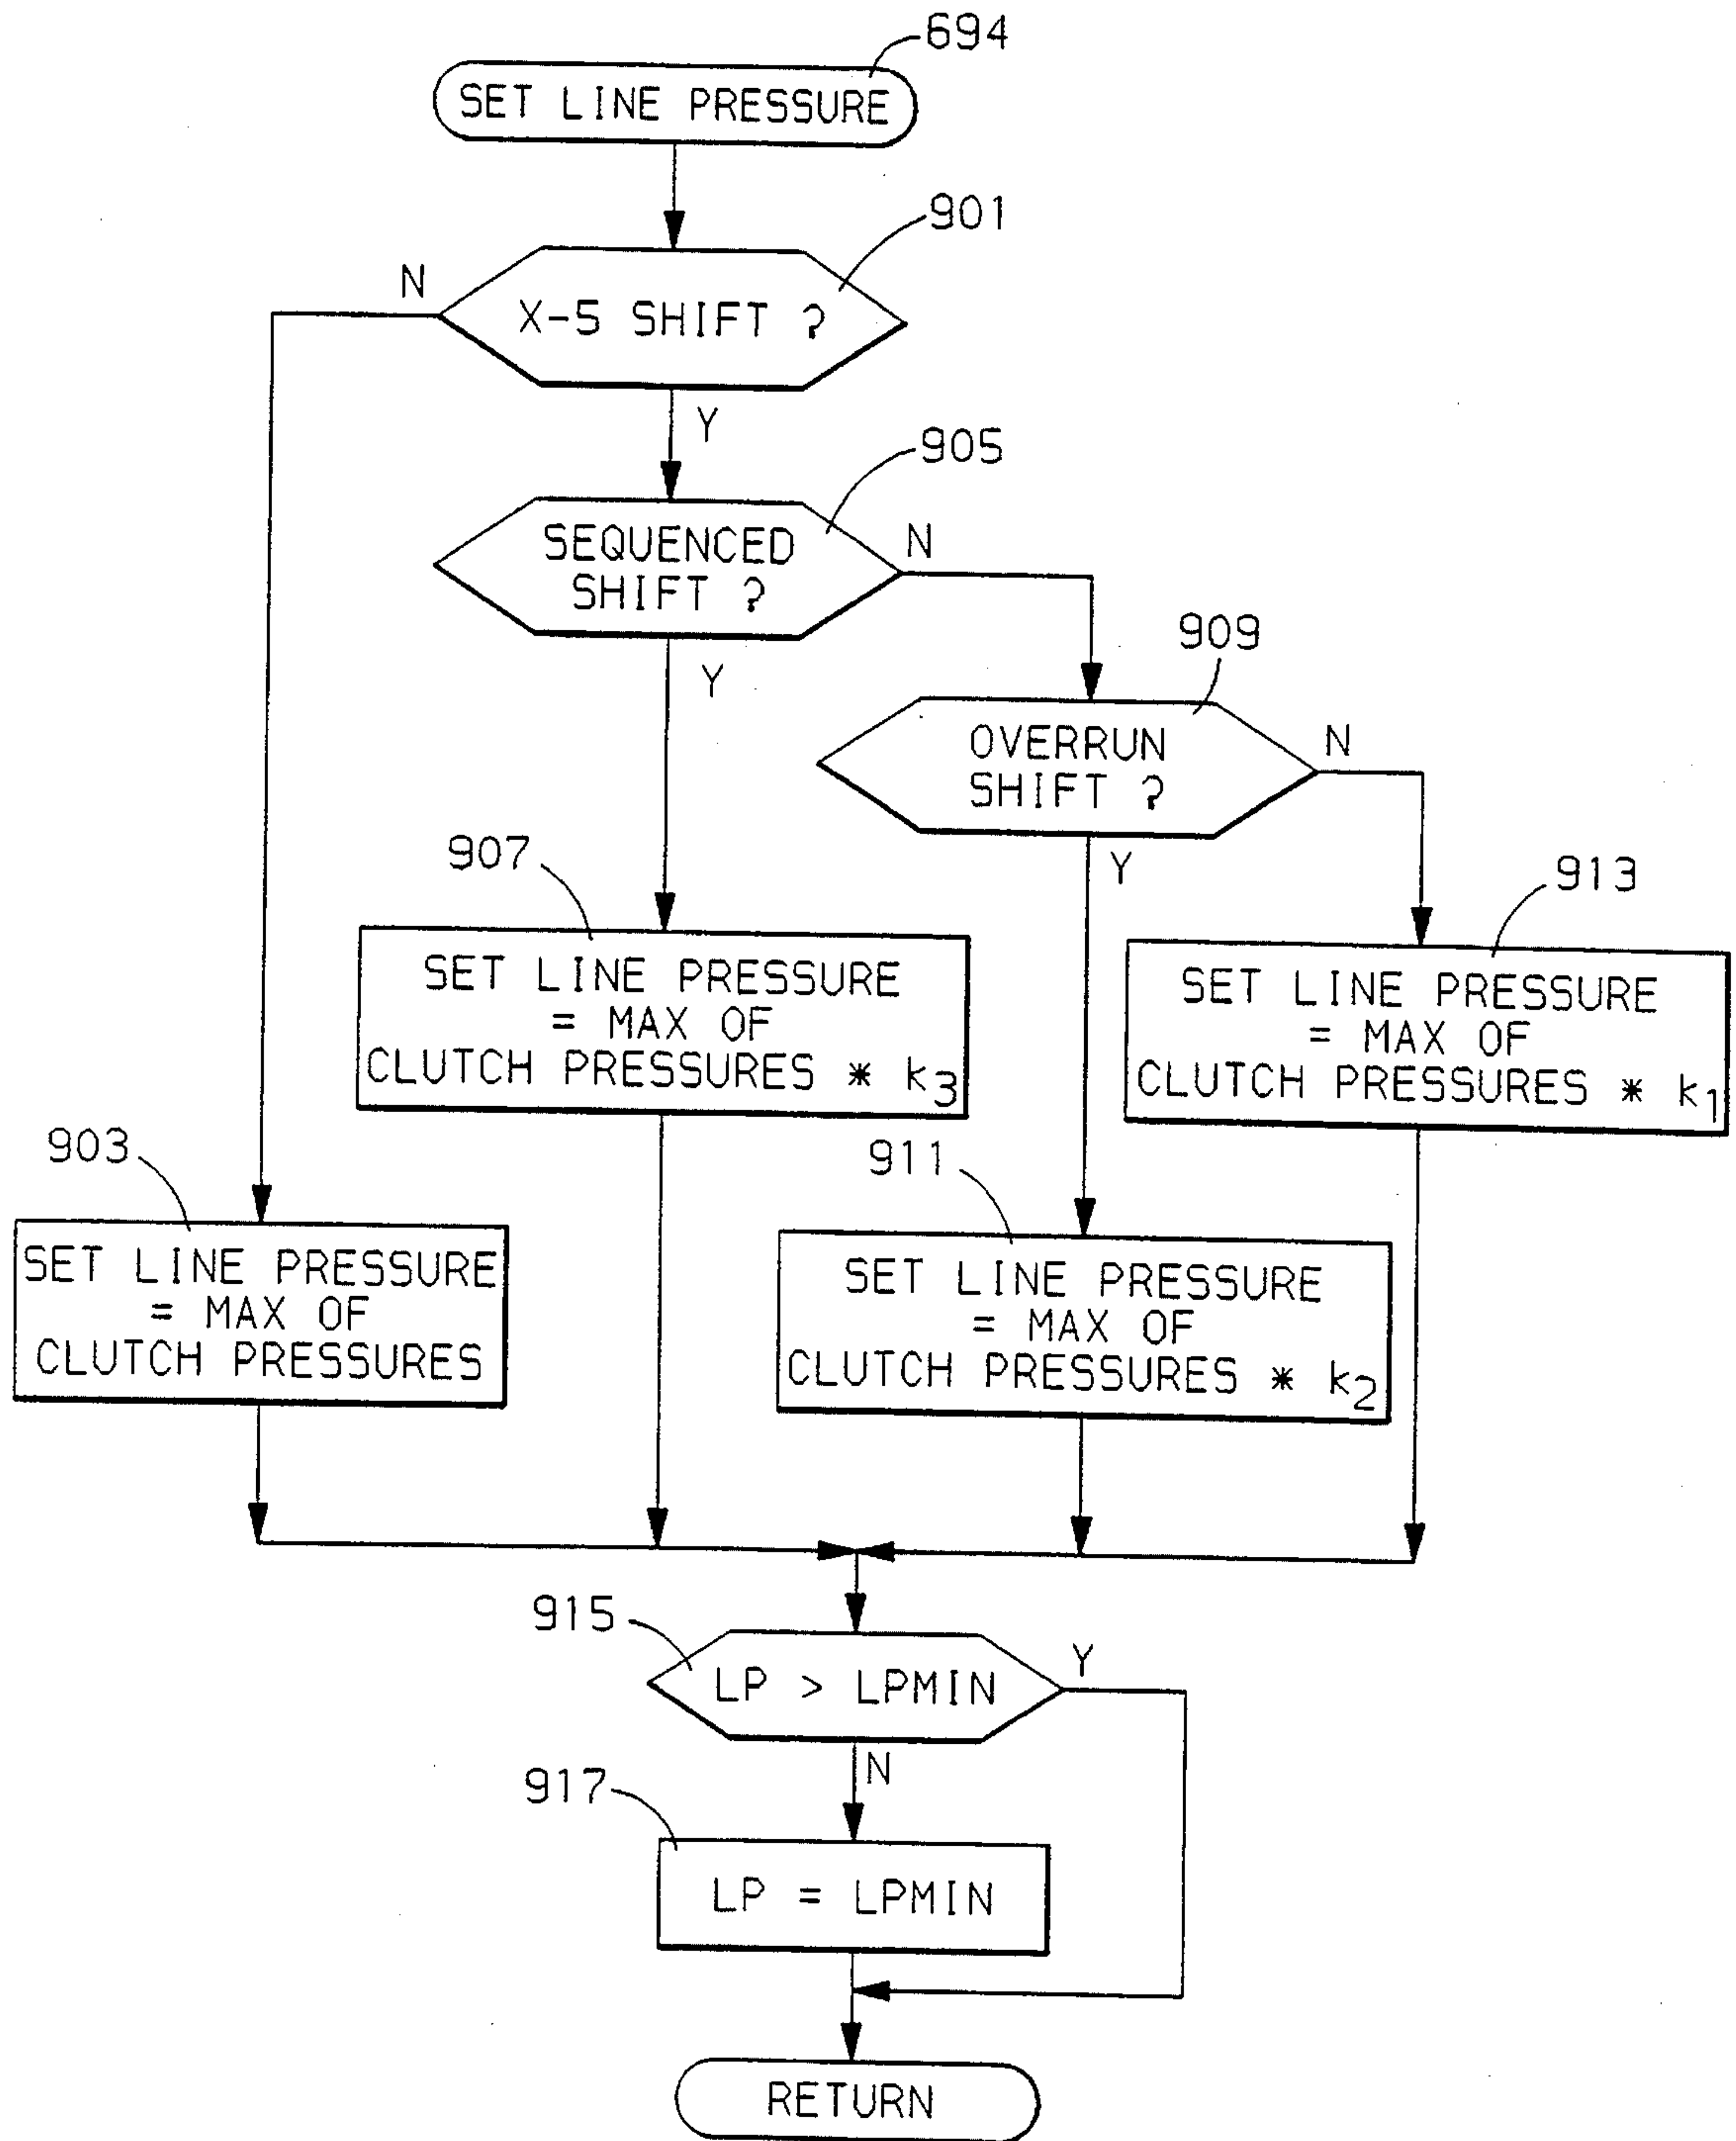 694
SET LINE PRESSURE
901
N
X-5 SHIFT ?
Y
905
SEQUENCED
SHIFT ?
N
Y
909
OVERRUN
SHIFT ?
N
Y
907
SET LINE PRESSURE
= MAX OF
CLUTCH PRESSURES * k3
913
SET LINE PRESSURE
= MAX OF
CLUTCH PRESSURES * k1
903
SET LINE PRESSURE
= MAX OF
CLUTCH PRESSURES
911
SET LINE PRESSURE
= MAX OF
CLUTCH PRESSURES * k2
915
LP > LPMIN
Y
N
917
LP = LPMIN
RETURN